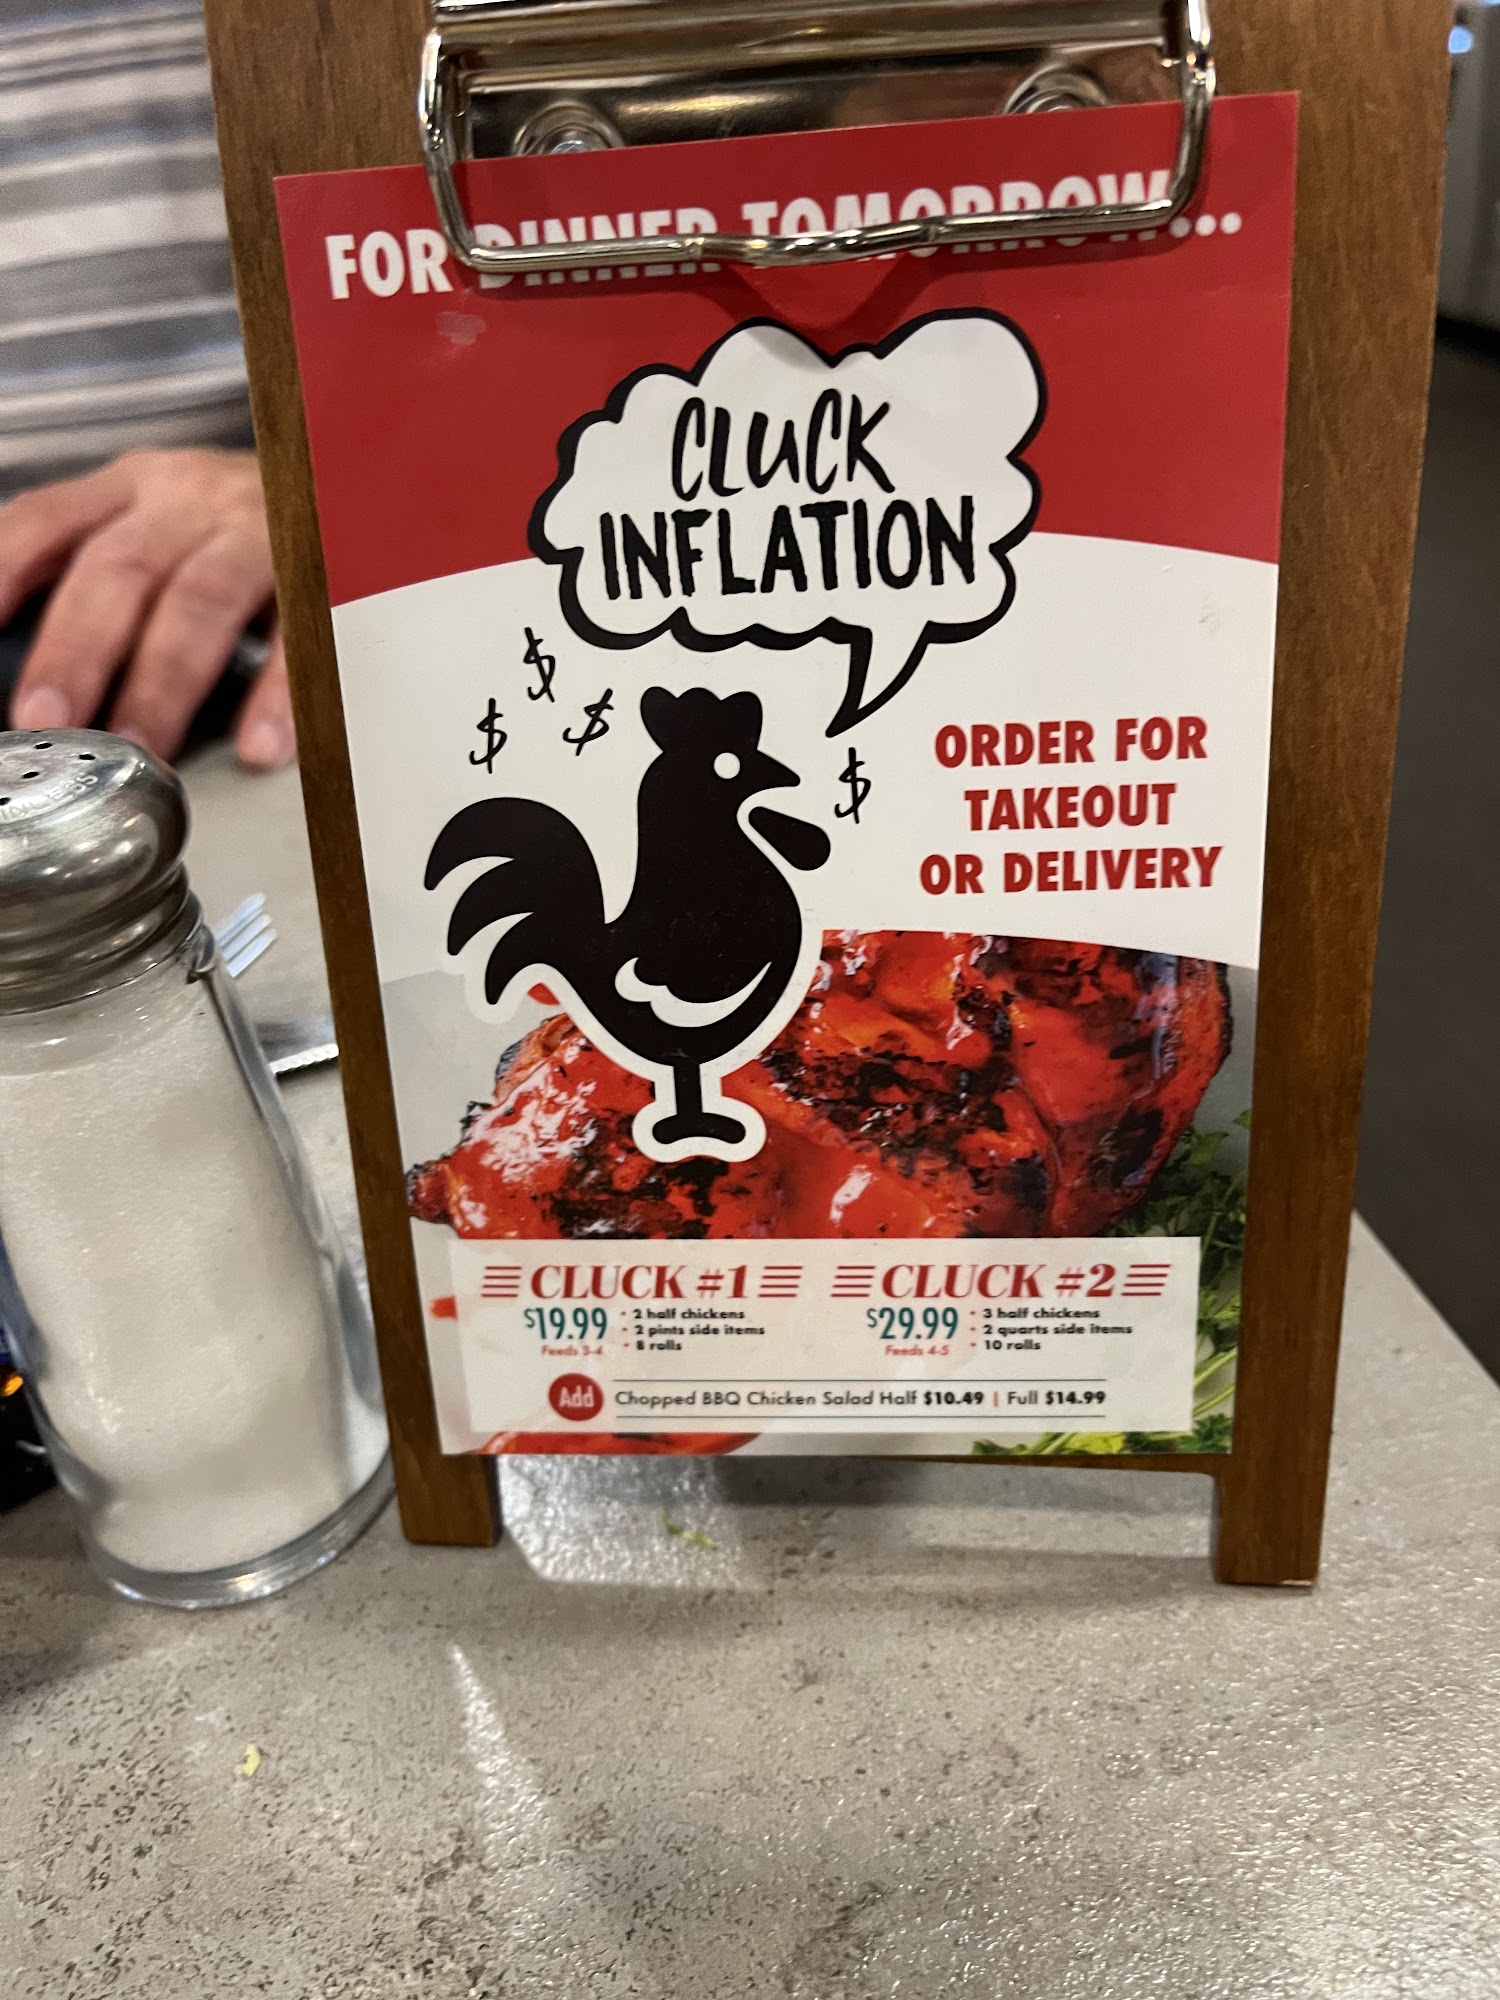 FOR DINNER TOMORROW...
CLUCK
INFLATION
$ $ $ $
ORDER FOR
TAKEOUT
OR DELIVERY
CLUCK #1
$19.99
Feeds 3-4
• 2 half chickens
• 2 pints side items
• 8 rolls
CLUCK #2
$29.99
Feeds 4-5
• 3 half chickens
• 2 quarts side items
• 10 rolls
Add Chopped BBQ Chicken Salad Half $10.49 | Full $14.99